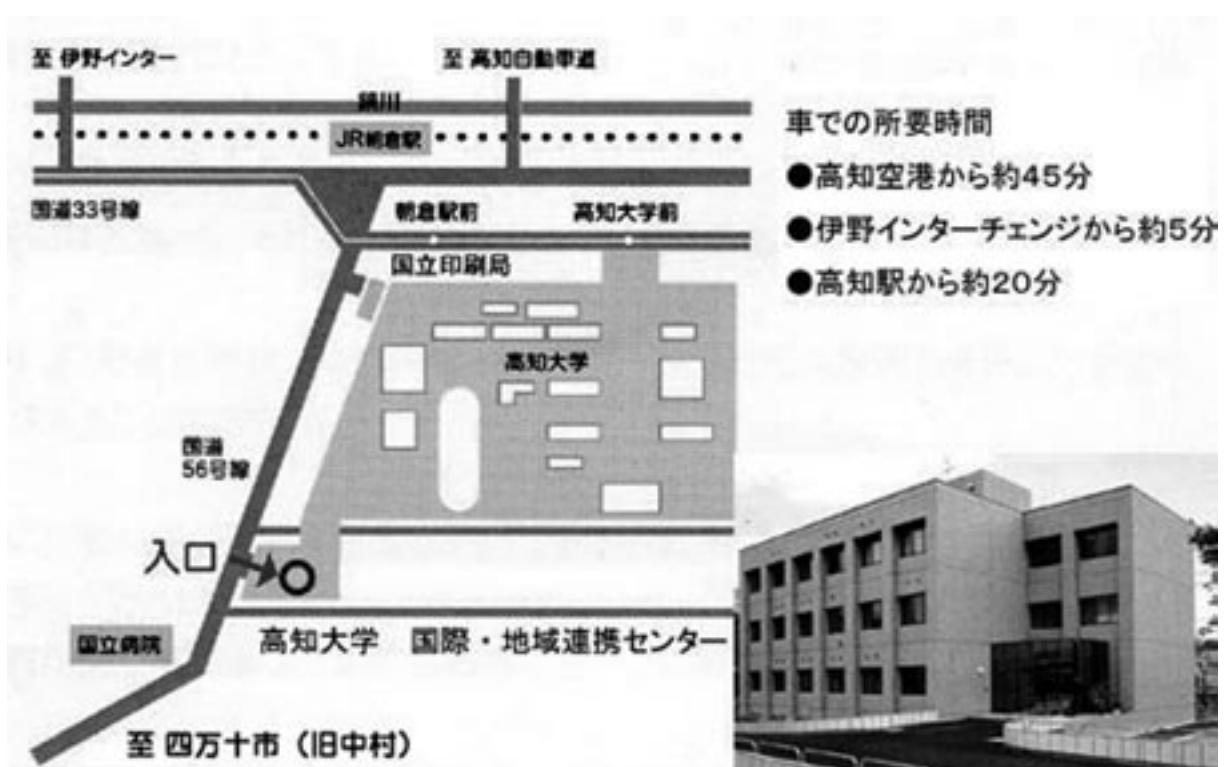 至 伊野インター
至 高知自動車道
鏡川
JR朝倉駅
国道33号線
朝倉駅前
高知大学前
国立印刷局
高知大学
国道
56号線
入口
国立病院
高知大学 国際・地域連携センター
至 四万十市（旧中村）
車での所要時間
●高知空港から約45分
●伊野インターチェンジから約5分
●高知駅から約20分